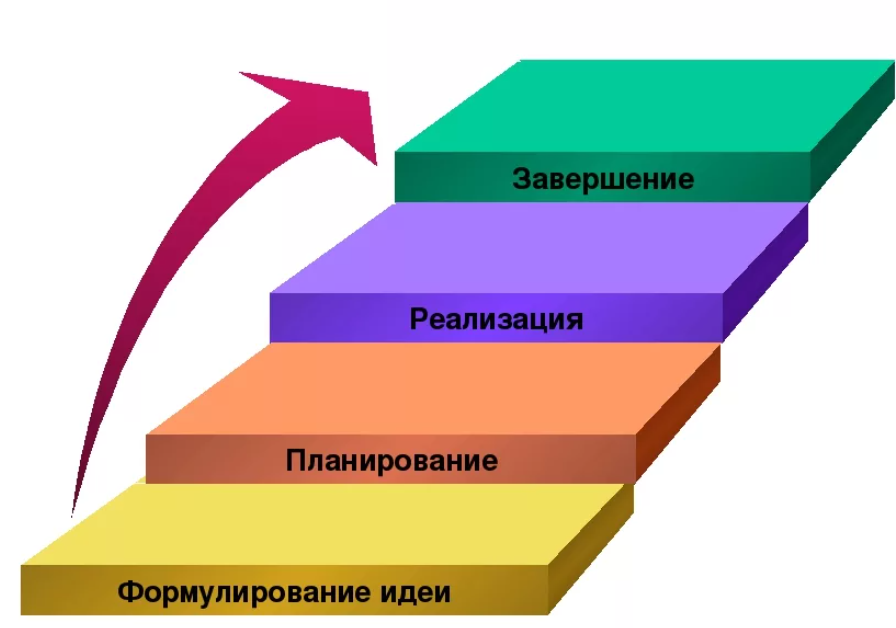 Завершение
Реализация
Планирование
Формулирование идеи